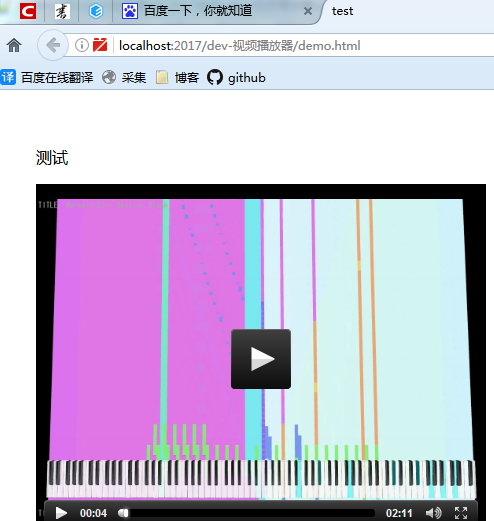 百度一下，你就知道
test
localhost:2017/dev-视频播放器/demo.html
译 百度在线翻译 采集 博客 github
测试
TITLE
00:04 02:11